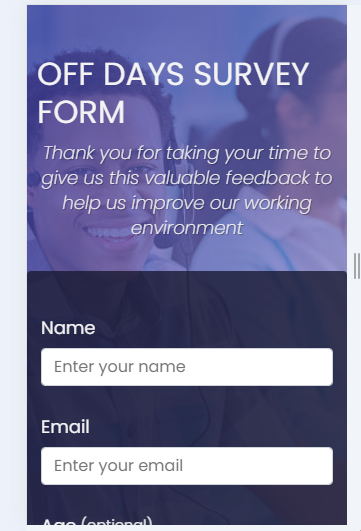 OFF DAYS SURVEY
FORM
Thank you for taking your time to
give us this valuable feedback to
help us improve our working
environment
Name
Enter your name
Email
Enter your email
Age (optional)